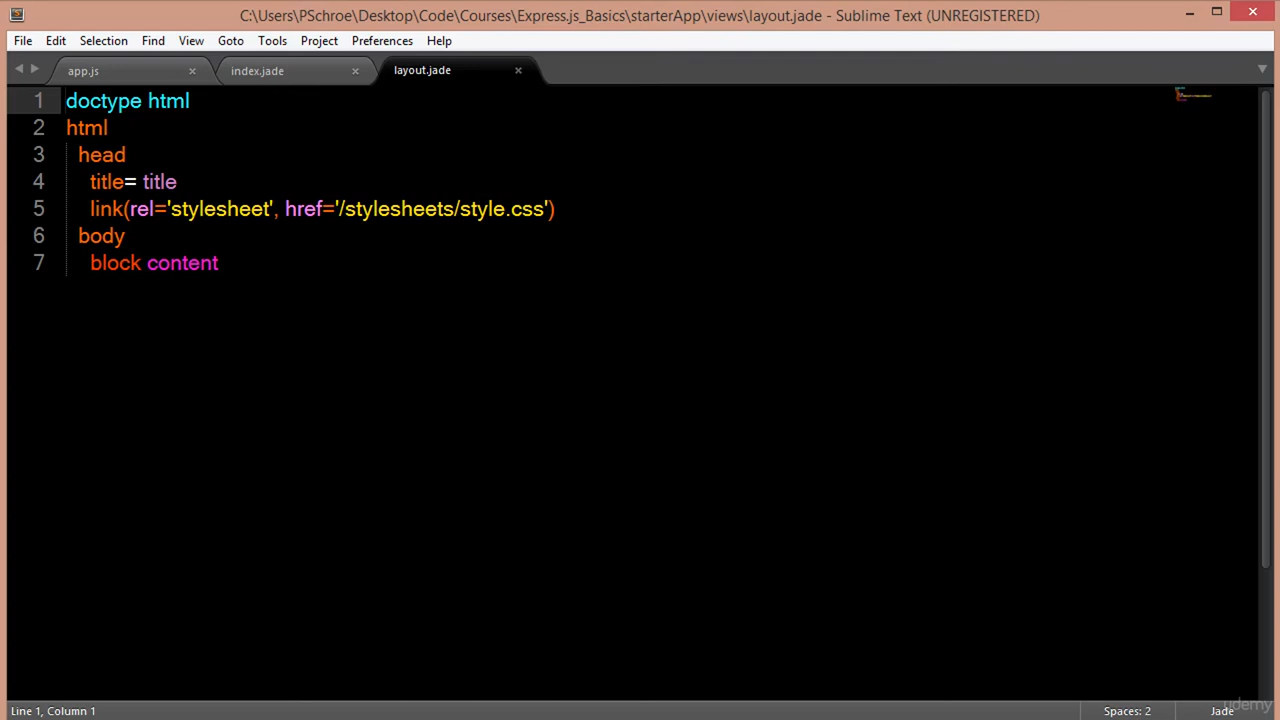 C:\Users\PSchroe\Desktop\Code\Courses\Express.js_Basics\starterApp\views\layout.jade - Sublime Text (UNREGISTERED)
File Edit Selection Find View Goto Tools Project Preferences Help
app.js index.jade layout.jade
1 doctype html
2 html
3 head
4 title= title
5 link(rel='stylesheet', href='/stylesheets/style.css')
6 body
7 block content
Line 1, Column 1 Spaces: 2 Jade
udemy